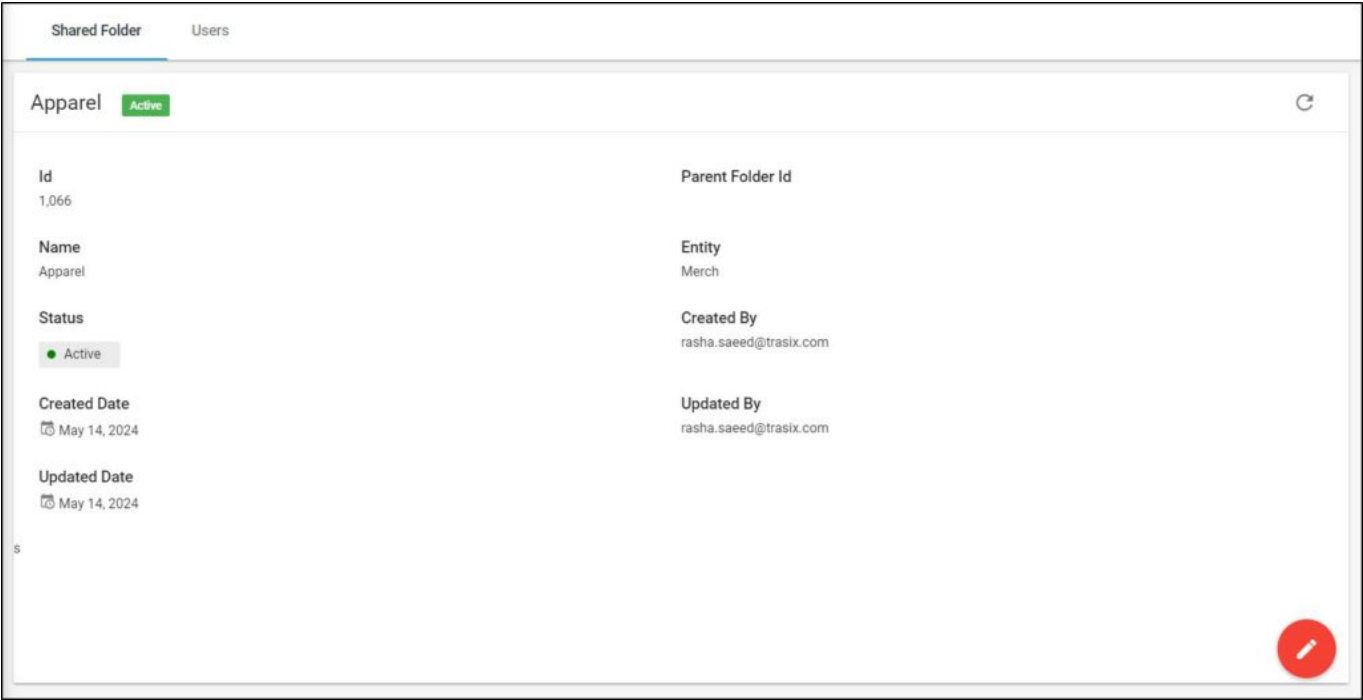 Shared Folder Users
Apparel Active
Id
1,066
Parent Folder Id
Name
Apparel
Entity
Merch
Status
Active
Created By
rasha.saeed@trasix.com
Created Date
May 14, 2024
Updated By
rasha.saeed@trasix.com
Updated Date
May 14, 2024
s